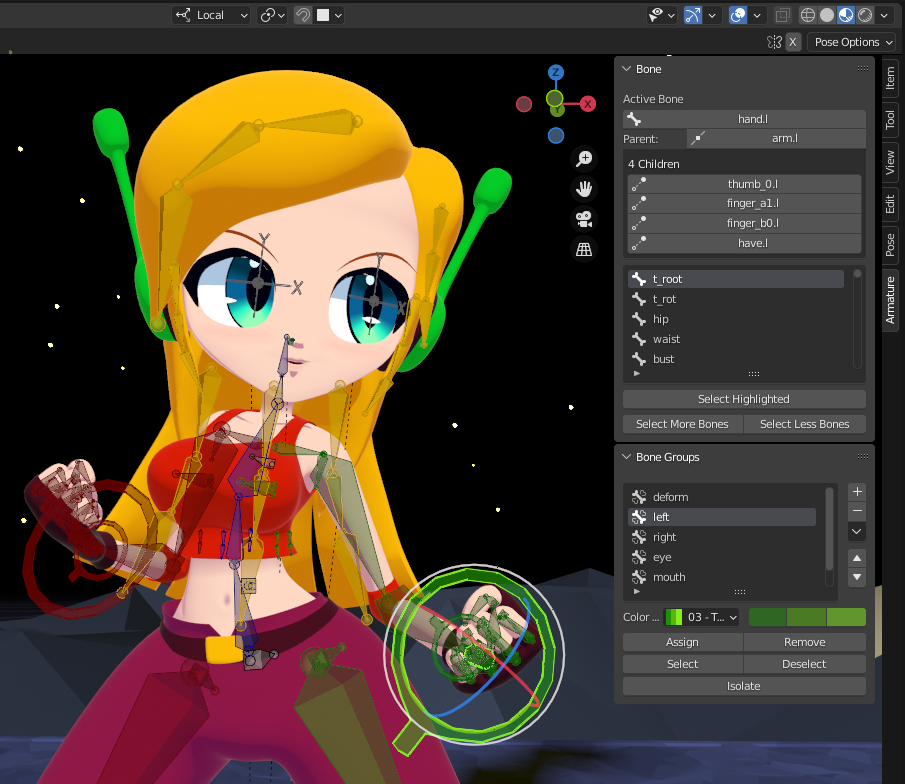 Local
X
Pose Options
Bone
Active Bone
hand.l
Parent:
arm.l
4 Children
thumb_0.l
finger_a1.l
finger_b0.l
have.l
t_root
t_rot
hip
waist
bust
Select Highlighted
Select More Bones
Select Less Bones
Bone Groups
deform
left
right
eye
mouth
Color ...
03 - T...
Assign
Remove
Select
Deselect
Isolate
Item
Tool
View
Edit
Pose
Armature
Z
X
Y
Y
X
Y
X